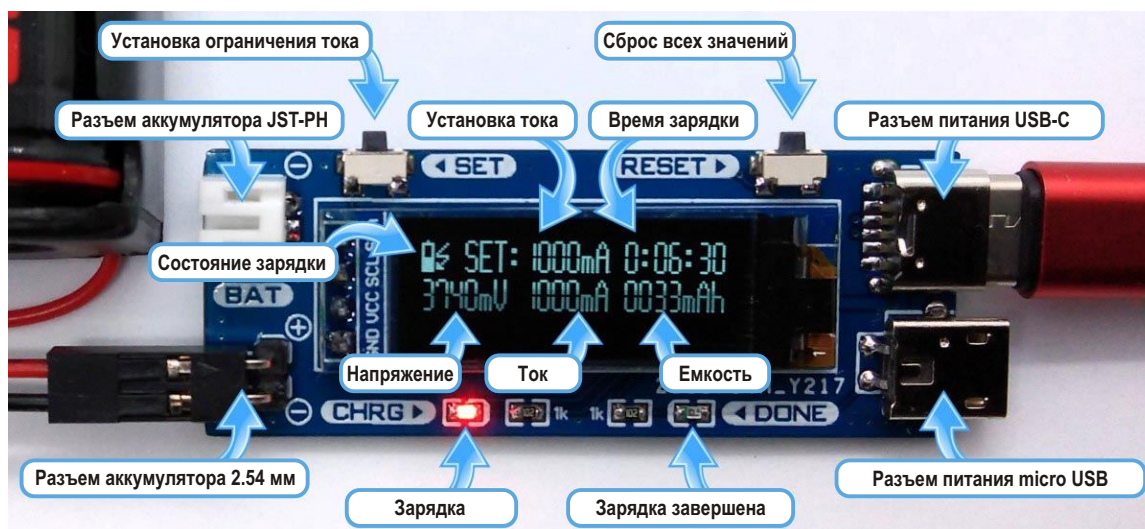 Установка ограничения тока
Сброс всех значений
Разъем аккумулятора JST-PH
Установка тока
Время зарядки
Разъем питания USB-C
SET
RESET
Состояние зарядки
SET: 1000mA 0:06:30
3740mV 1000mA 0033mAh
BAT
GND VCC SCL
Напряжение
Ток
Емкость
Y217
CHRG
1k
1k
DONE
Разъем аккумулятора 2.54 мм
Зарядка
Зарядка завершена
Разъем питания micro USB